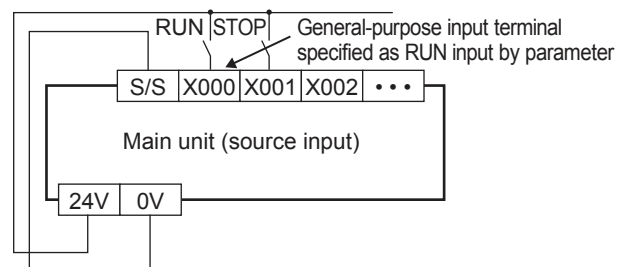 RUN STOP General-purpose input terminal
specified as RUN input by parameter
S/S X000 X001 X002 • • •
Main unit (source input)
24V 0V